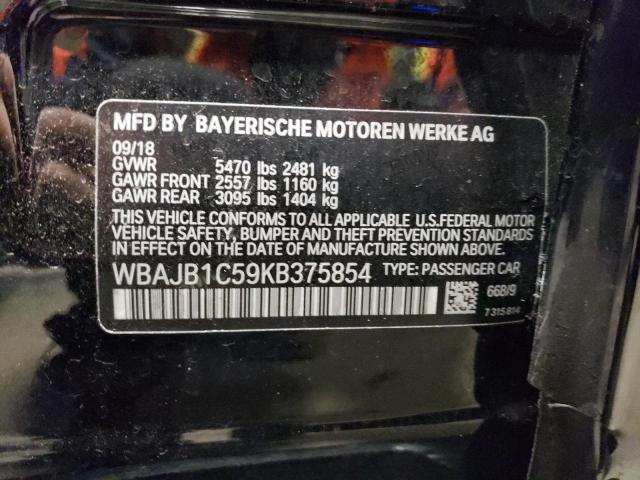 MFD BY BAYERISCHE MOTOREN WERKE AG
09/18
GVWR 5470 lbs 2481 kg
GAWR FRONT 2557 lbs 1160 kg
GAWR REAR 3095 lbs 1404 kg
THIS VEHICLE CONFORMS TO ALL APPLICABLE U.S.FEDERAL MOTOR
VEHICLE SAFETY, BUMPER AND THEFT PREVENTION STANDARDS
IN EFFECT ON THE DATE OF MANUFACTURE SHOWN ABOVE.
WBAJB1C59KB375854 TYPE: PASSENGER CAR
668/9
7315814